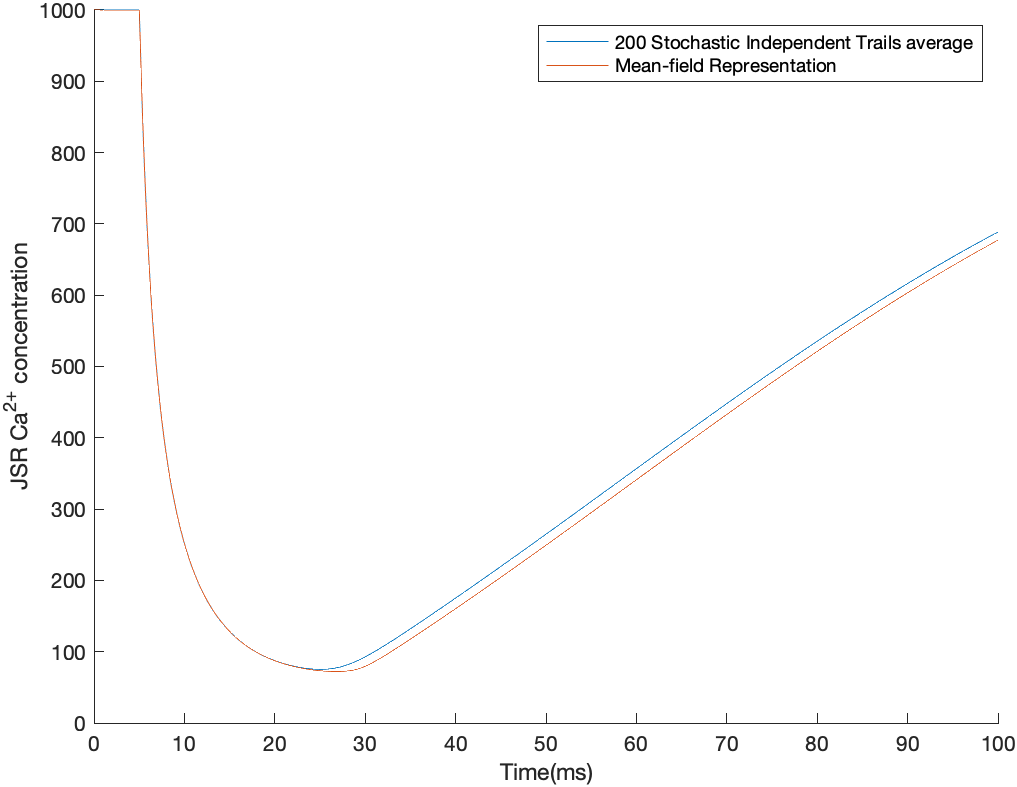 1000
900
800
700
600
500
400
300
200
100
0
JSR Ca²⁺ concentration
200 Stochastic Independent Trails average
Mean-field Representation
0 10 20 30 40 50 60 70 80 90 100
Time(ms)